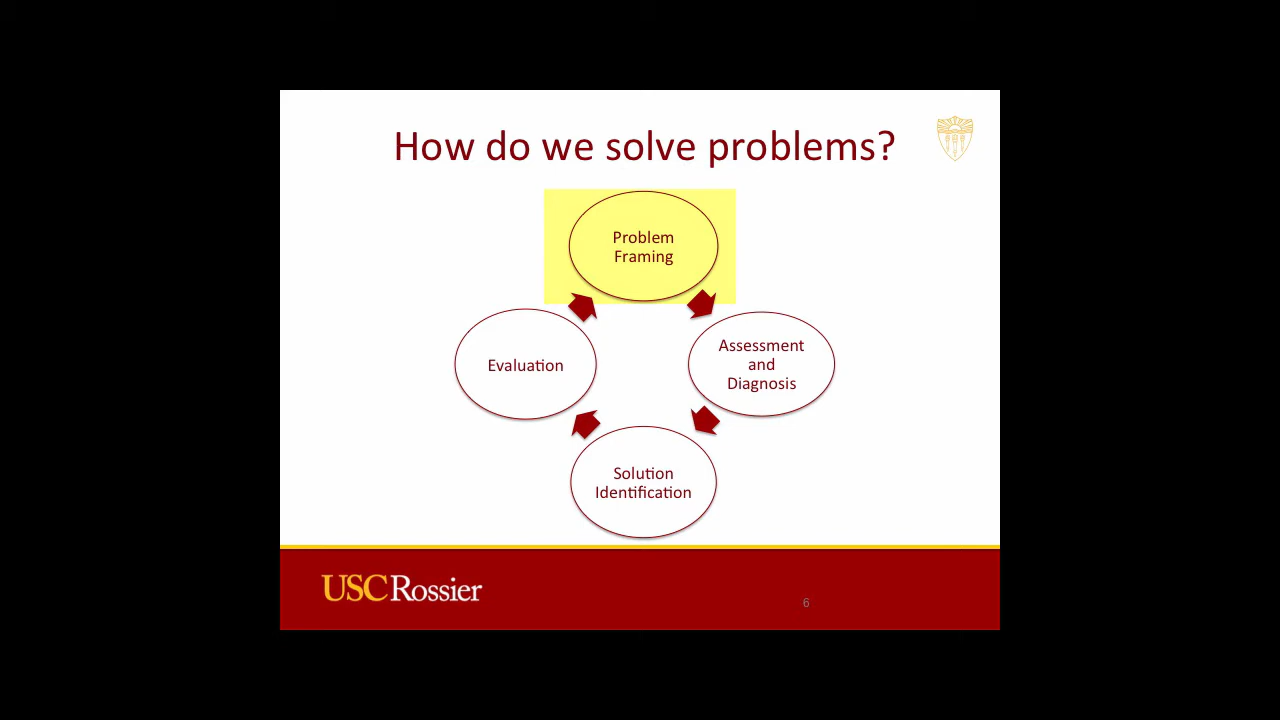 How do we solve problems?
Problem
Framing
Evaluation
Assessment
and
Diagnosis
Solution
Identification
USC Rossier
6